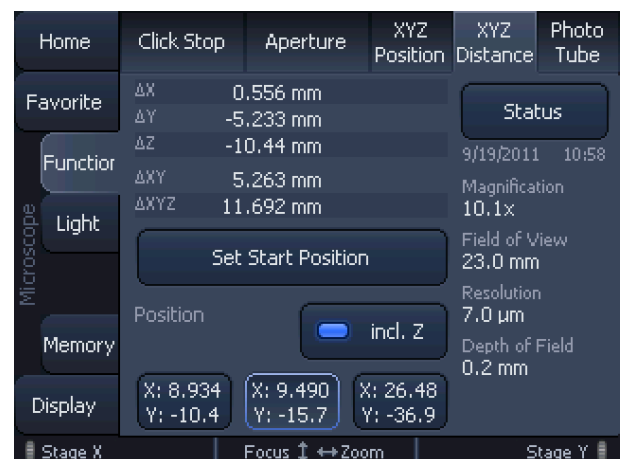 Home
Click Stop
Aperture
XYZ
Position
XYZ
Distance
Photo
Tube
Favorite
Function
Light
Microscope
Memory
Display
ΔX 0.556 mm
ΔY -5.233 mm
ΔZ -10.44 mm
ΔXY 5.263 mm
ΔXYZ 11.692 mm
Set Start Position
Position
incl. Z
X: 8.934
Y: -10.4
X: 9.490
Y: -15.7
X: 26.48
Y: -36.9
Status
9/19/2011 10:58
Magnification
10.1x
Field of View
23.0 mm
Resolution
7.0 µm
Depth of Field
0.2 mm
Stage X
Focus ↕ ↔ Zoom
Stage Y